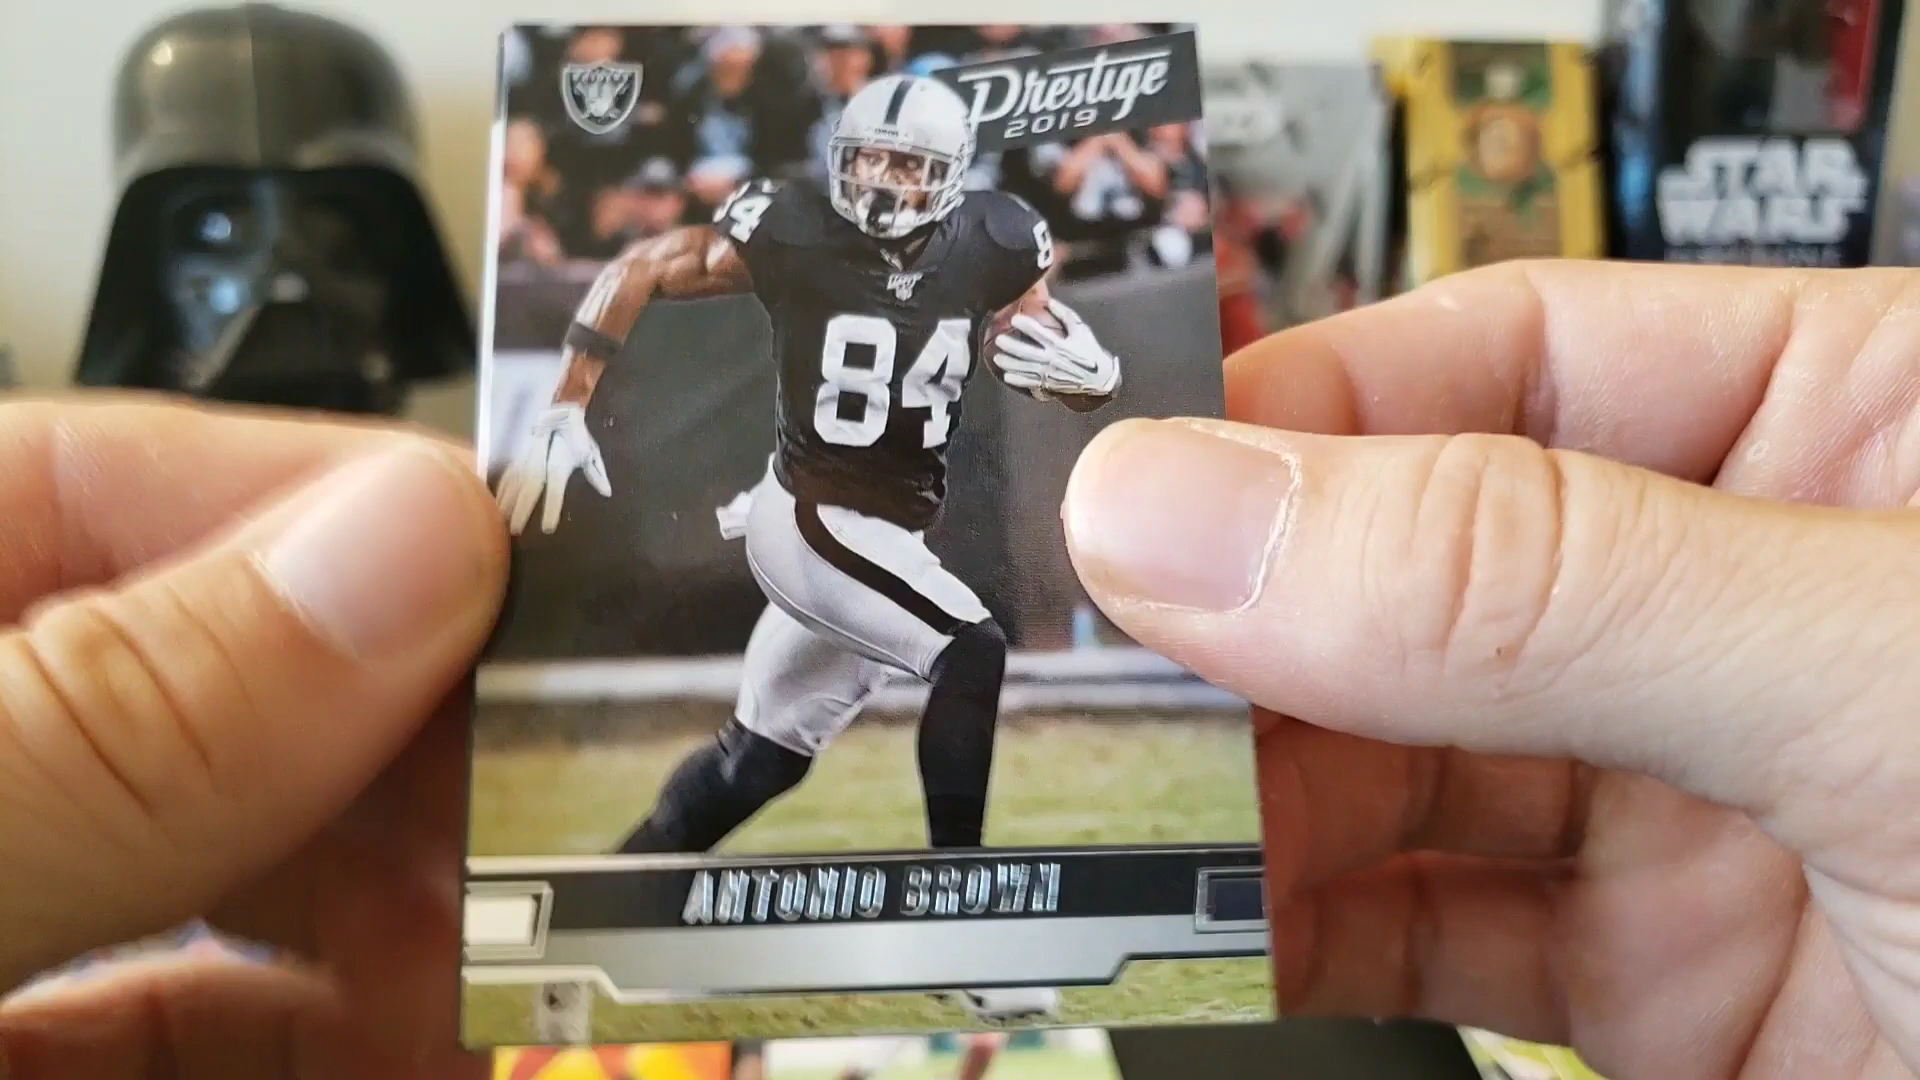 Prestige
2019
84
84
84
ANTONIO BROWN
STAR
WARS